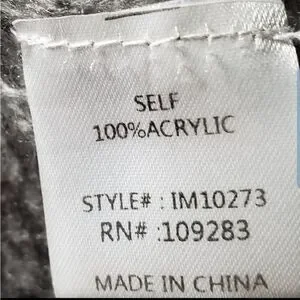 SELF
100%ACRYLIC
STYLE# : IM10273
RN# :109283
MADE IN CHINA